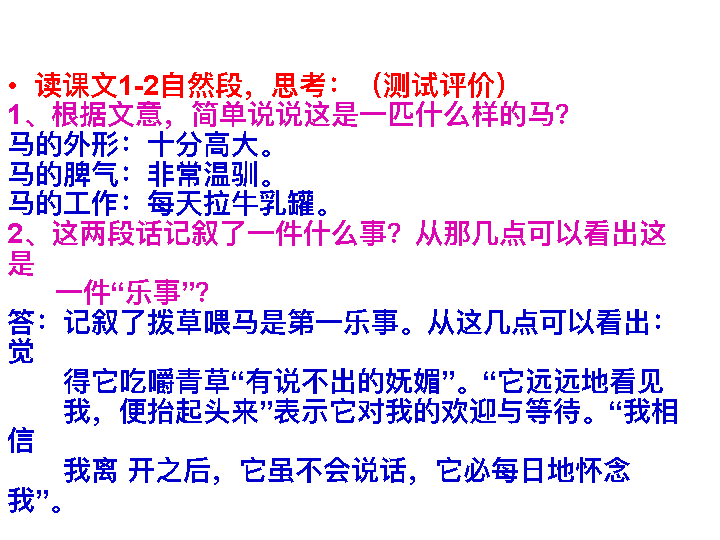 • 读课文1-2自然段，思考：（测试评价）
1、根据文意，简单说说这是一匹什么样的马？
马的外形：十分高大。
马的脾气：非常温驯。
马的工作：每天拉牛乳罐。
2、这两段话记叙了一件什么事？从那几点可以看出这
是
一件“乐事”？
答：记叙了拨草喂马是第一乐事。从这几点可以看出：
觉
得它吃嚼青草“有说不出的妩媚”。“它远远地看见
我，便抬起头来”表示它对我的欢迎与等待。“我相
信
我离 开之后，它虽不会说话，它必每日地怀念
我”。